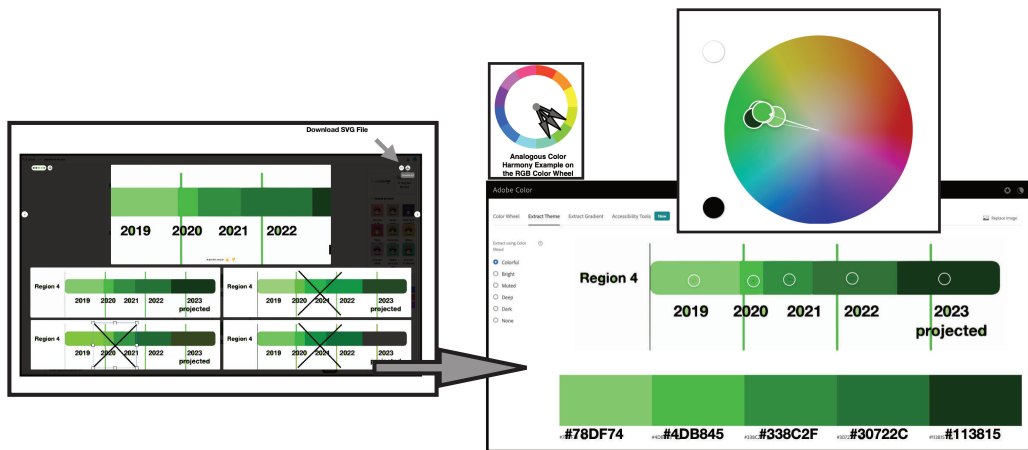 Download SVG File
2019 2020 2021 2022
Region 4
2019 2020 2021 2022 2023
projected
Region 4
2019 2020 2021 2022 2023
projected
Region 4
2019 2020 2021 2022 2023
projected
Region 4
2019 2020 2021 2022 2023
projected
Analogous Color
Harmony Example on
the RGB Color Wheel
Adobe Color
Color Wheel Extract Theme Extract Gradient Accessibility Tools New
Replace Image
Extract using Color
Mood
Colorful
Bright
Muted
Deep
Dark
None
Region 4
2019 2020 2021 2022 2023
projected
#78DF74 #4DB845 #338C2F #30722C #113815